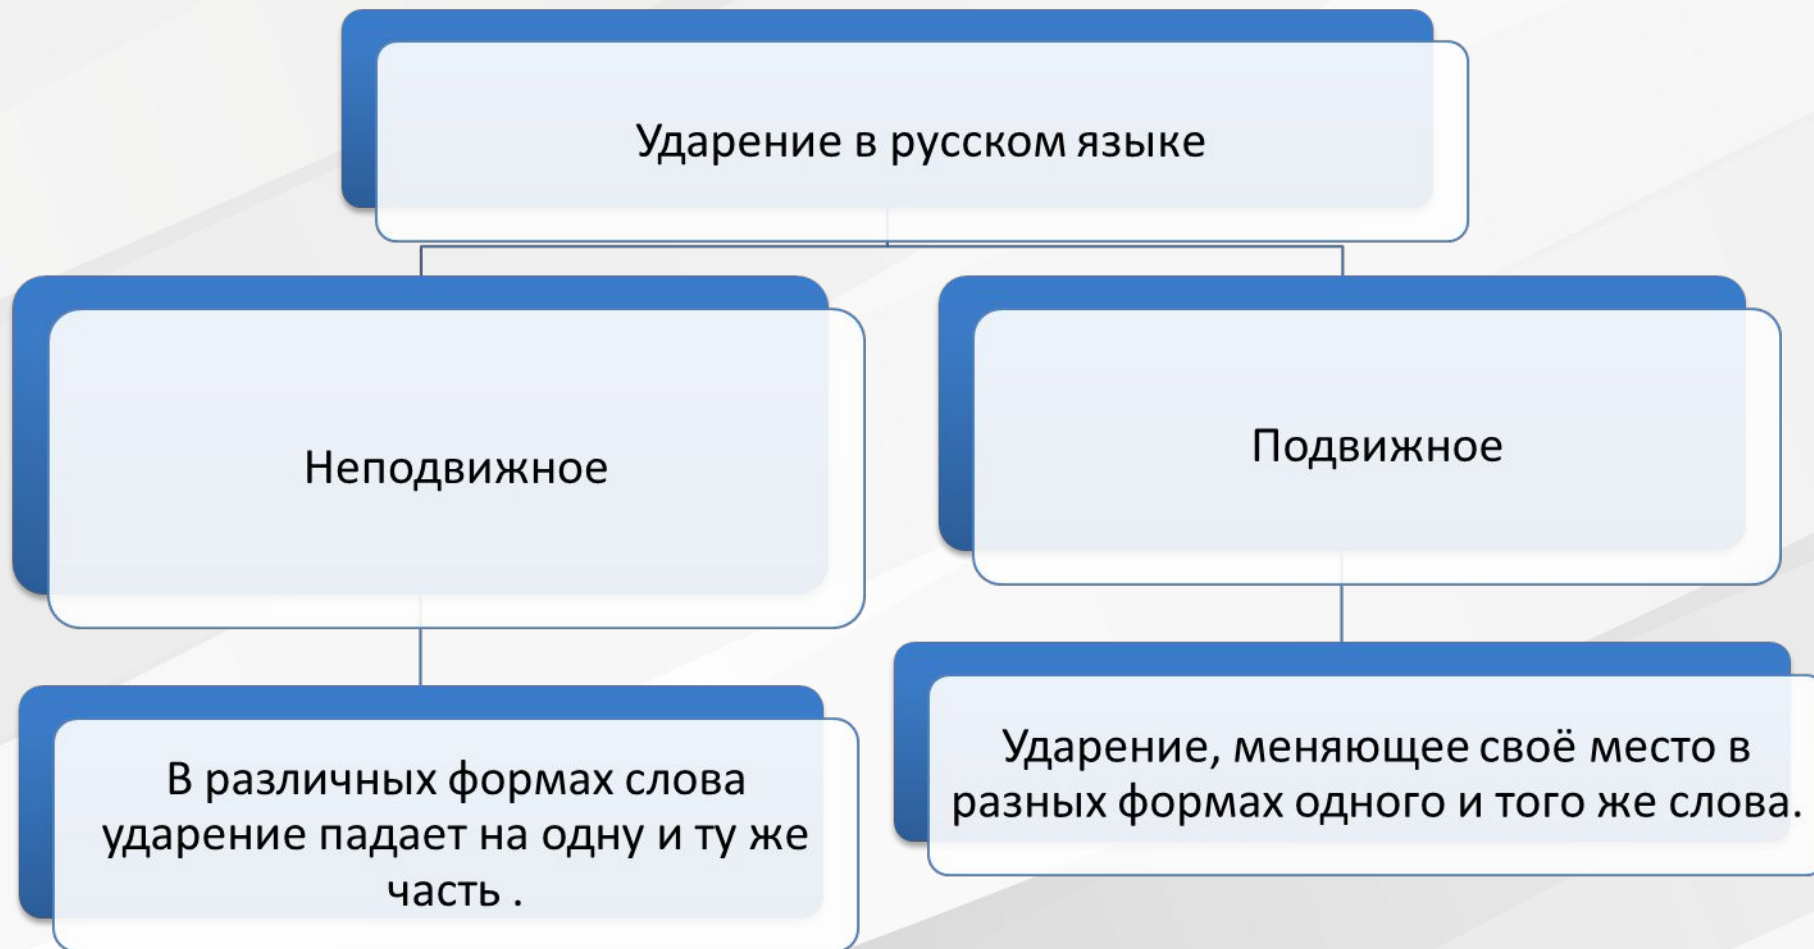 Ударение в русском языке
Неподвижное
Подвижное
В различных формах слова
ударение падает на одну и ту же
часть .
Ударение, меняющее своё место в
разных формах одного и того же слова.